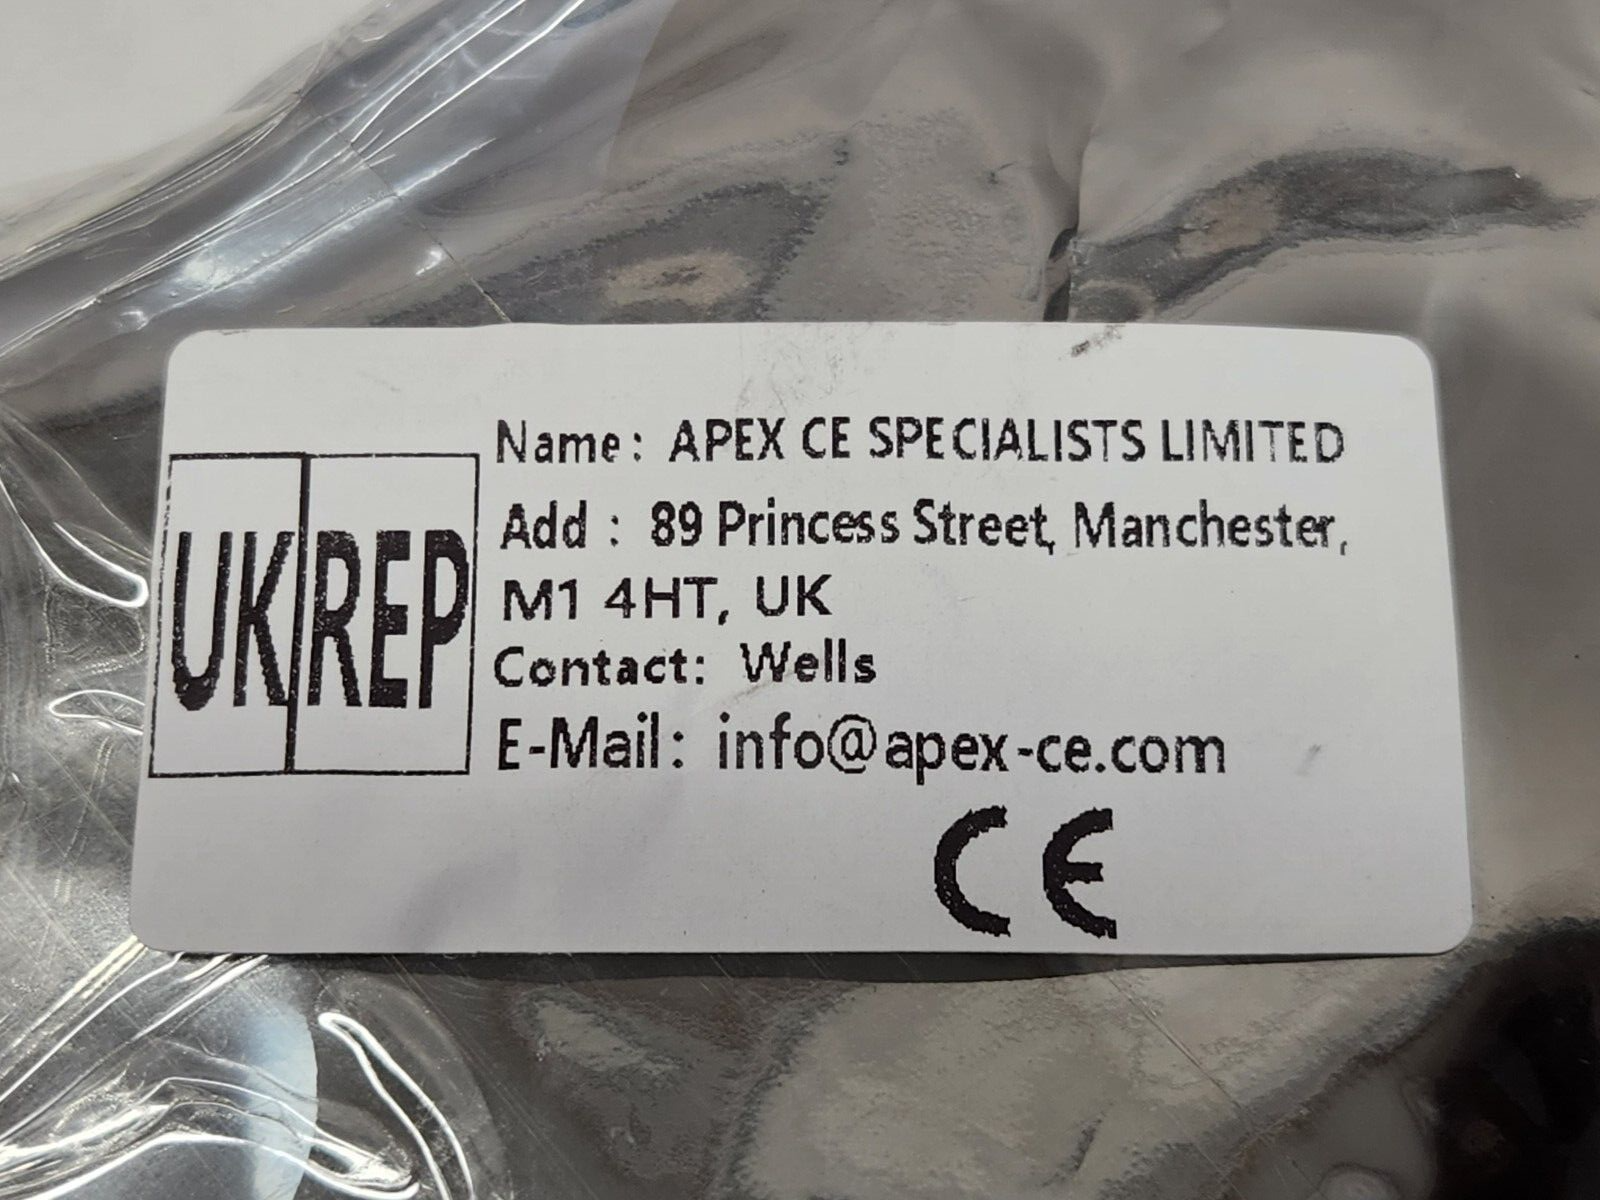 UK REP
Name: APEX CE SPECIALISTS LIMITED
Add : 89 Princess Street, Manchester,
M1 4HT, UK
Contact: Wells
E-Mail: info@apex-ce.com
CE